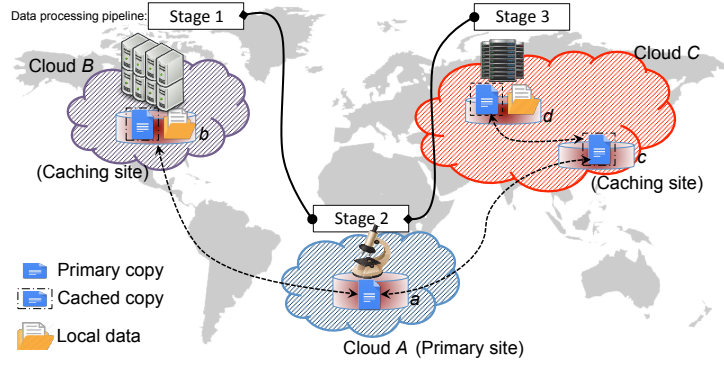 Data processing pipeline:
Stage 1
Stage 3
Cloud B
Cloud C
b
d
c
(Caching site)
(Caching site)
Stage 2
a
Primary copy
Cached copy
Local data
Cloud A (Primary site)